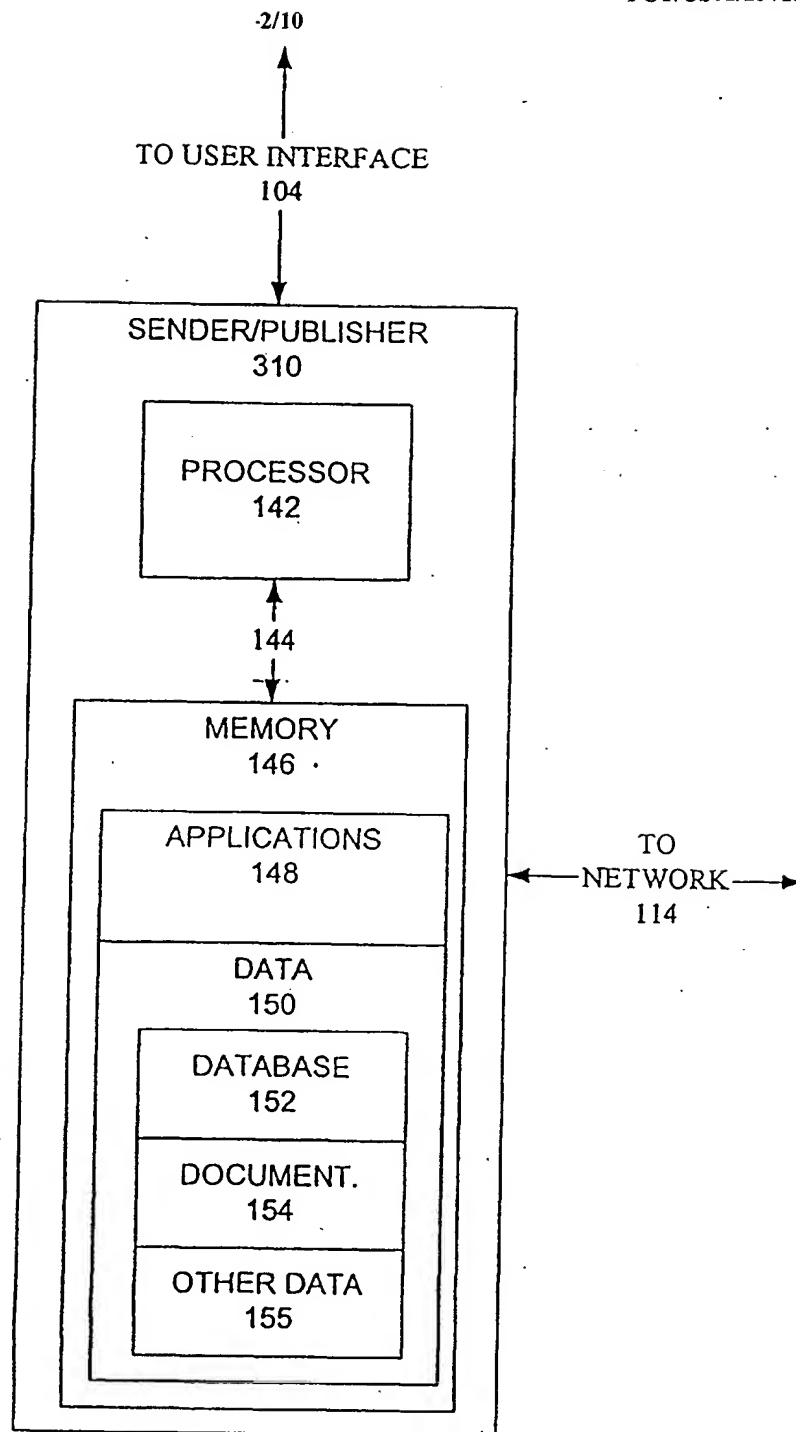 -2/10
TO USER INTERFACE
104
SENDER/PUBLISHER
310
PROCESSOR
142
144
MEMORY
146
APPLICATIONS
148
TO
NETWORK
114
DATA
150
DATABASE
152
DOCUMENT.
154
OTHER DATA
155